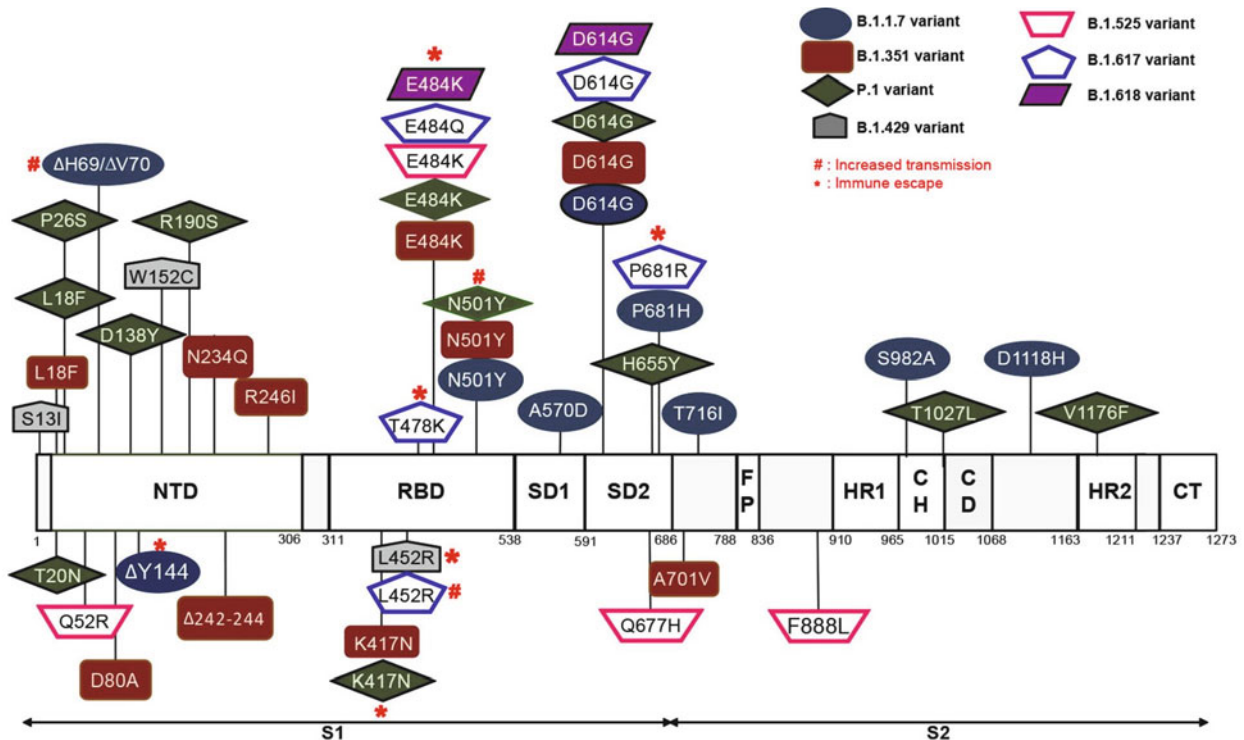 B.1.1.7 variant
B.1.351 variant
P.1 variant
B.1.429 variant
B.1.525 variant
B.1.617 variant
B.1.618 variant
# : Increased transmission
* : Immune escape
# ΔH69/ΔV70
P26S
R190S
W152C
L18F
D138Y
N234Q
L18F
R246I
S13I
*
E484K
E484Q
E484K
E484K
E484K
#
N501Y
N501Y
N501Y
*
T478K
D614G
D614G
D614G
D614G
D614G
*
P681R
P681H
H655Y
A570D
T716I
S982A
D1118H
T1027L
V1176F
NTD
RBD
SD1
SD2
FP
HR1
CH
CD
HR2
CT
1 306 311 538 591 686 788 836 910 965 1015 1068 1163 1211 1237 1273
T20N
*
ΔY144
Q52R
Δ242-244
D80A
L452R *
L452R #
K417N
K417N
*
A701V
Q677H
F888L
S1
S2